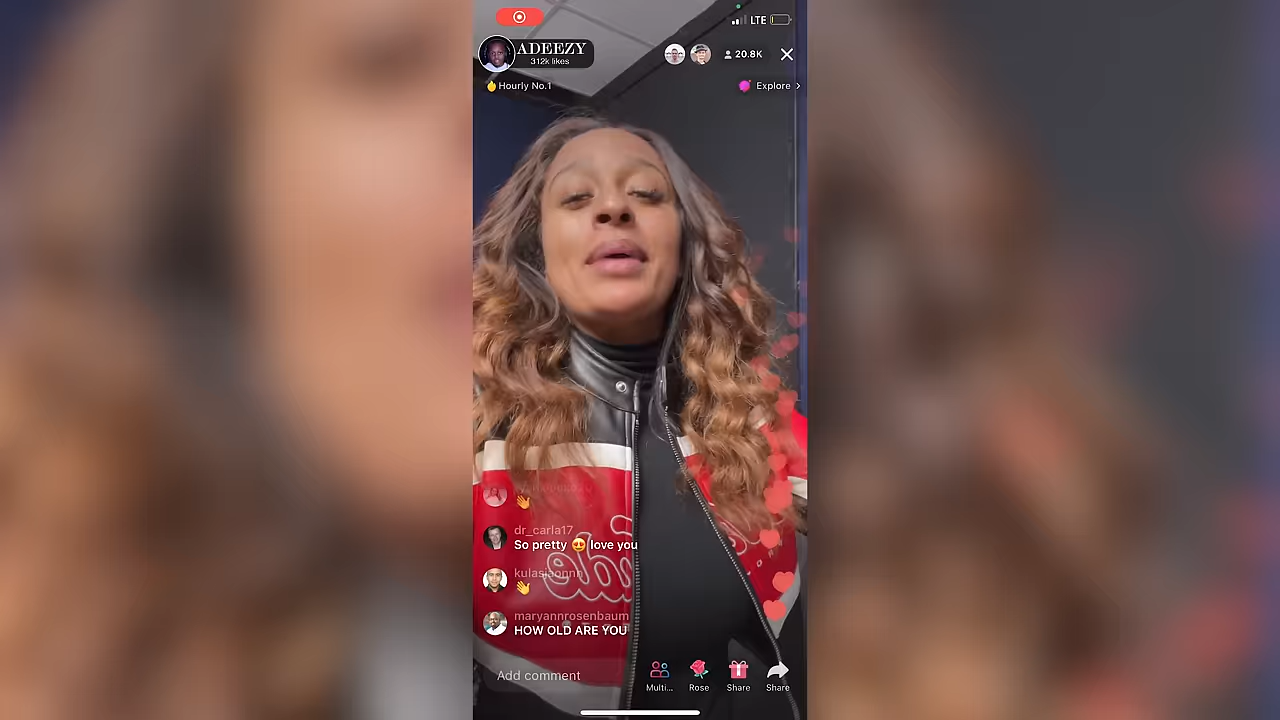 LTE
ADEEZY
312k likes
20.8K
Hourly No.1
Explore
dr_carla17
So pretty 😍 love you
👋
maryannrosenbaum
HOW OLD ARE YOU
Add comment
Multi...
Rose
Share
Share